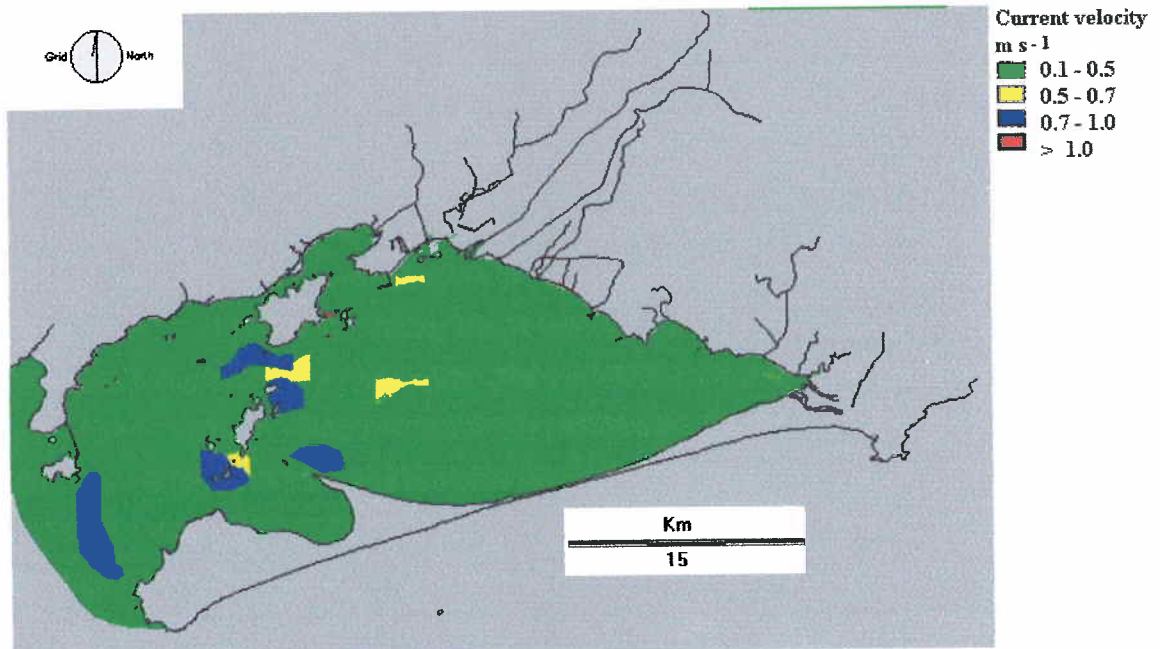 Grid North
Current velocity
m s-1
0.1 - 0.5
0.5 - 0.7
0.7 - 1.0
> 1.0
Km
15